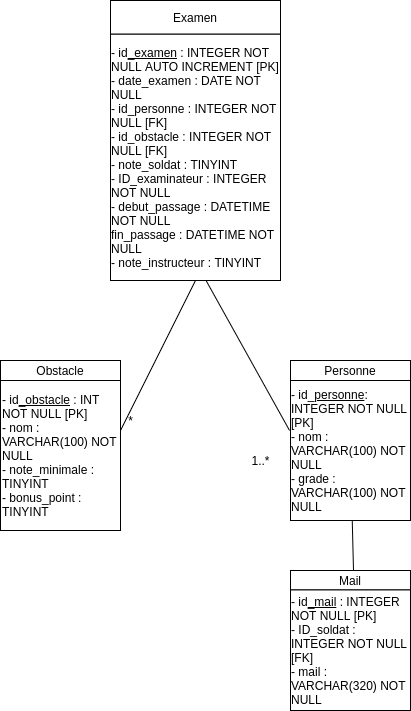 Examen
- id_examen : INTEGER NOT
NULL AUTO INCREMENT [PK]
- date_examen : DATE NOT
NULL
- id_personne : INTEGER NOT
NULL [FK]
- id_obstacle : INTEGER NOT
NULL [FK]
- note_soldat : TINYINT
- ID_examinateur : INTEGER
NOT NULL
- debut_passage : DATETIME
NOT NULL
fin_passage : DATETIME NOT
NULL
- note_instructeur : TINYINT
Obstacle
- id_obstacle : INT
NOT NULL [PK]
- nom :
VARCHAR(100) NOT
NULL
- note_minimale :
TINYINT
- bonus_point :
TINYINT
*
1..*
Personne
- id_personne:
INTEGER NOT NULL
[PK]
- nom :
VARCHAR(100) NOT
NULL
- grade :
VARCHAR(100) NOT
NULL
Mail
- id_mail : INTEGER
NOT NULL [PK]
- ID_soldat :
INTEGER NOT NULL
[FK]
- mail :
VARCHAR(320) NOT
NULL